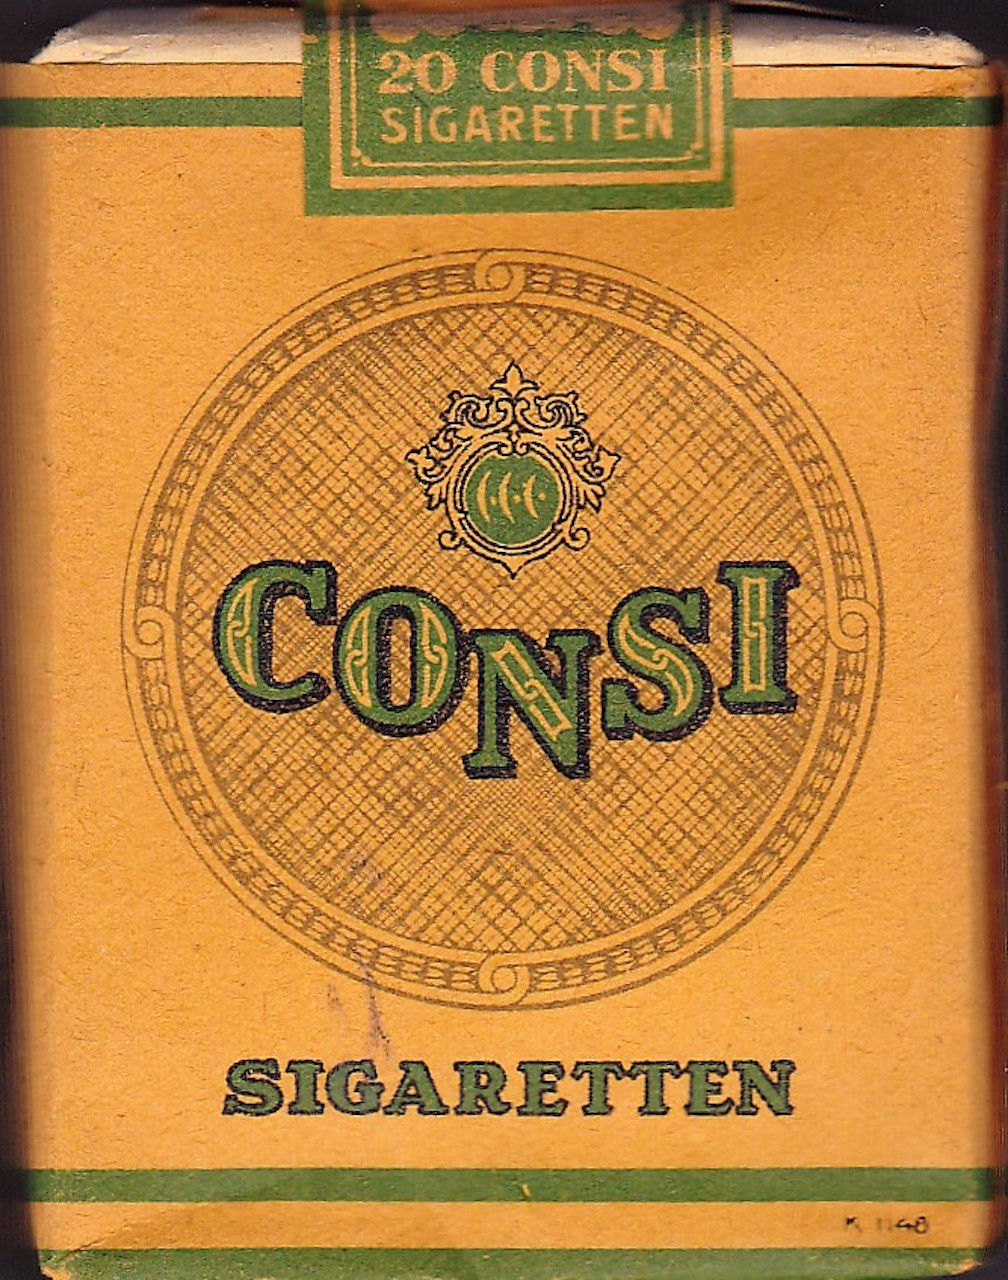 20 CONSI
SIGARETTEN
CONSI
SIGARETTEN
K 1148